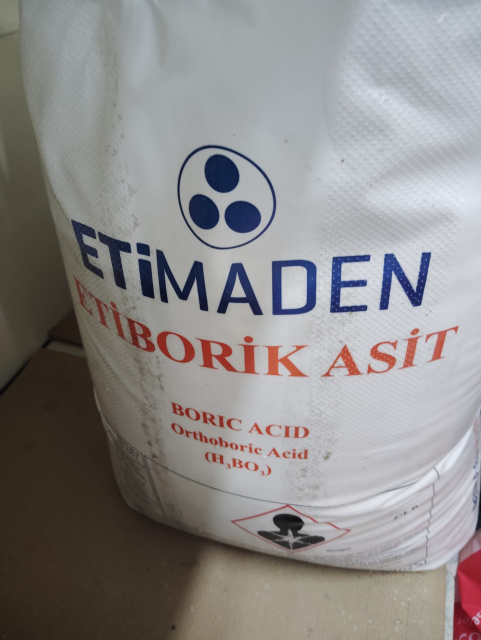 ETİMADEN
ETİBORİK ASİT
BORIC ACID
Orthoboric Acid
(H₃BO₃)